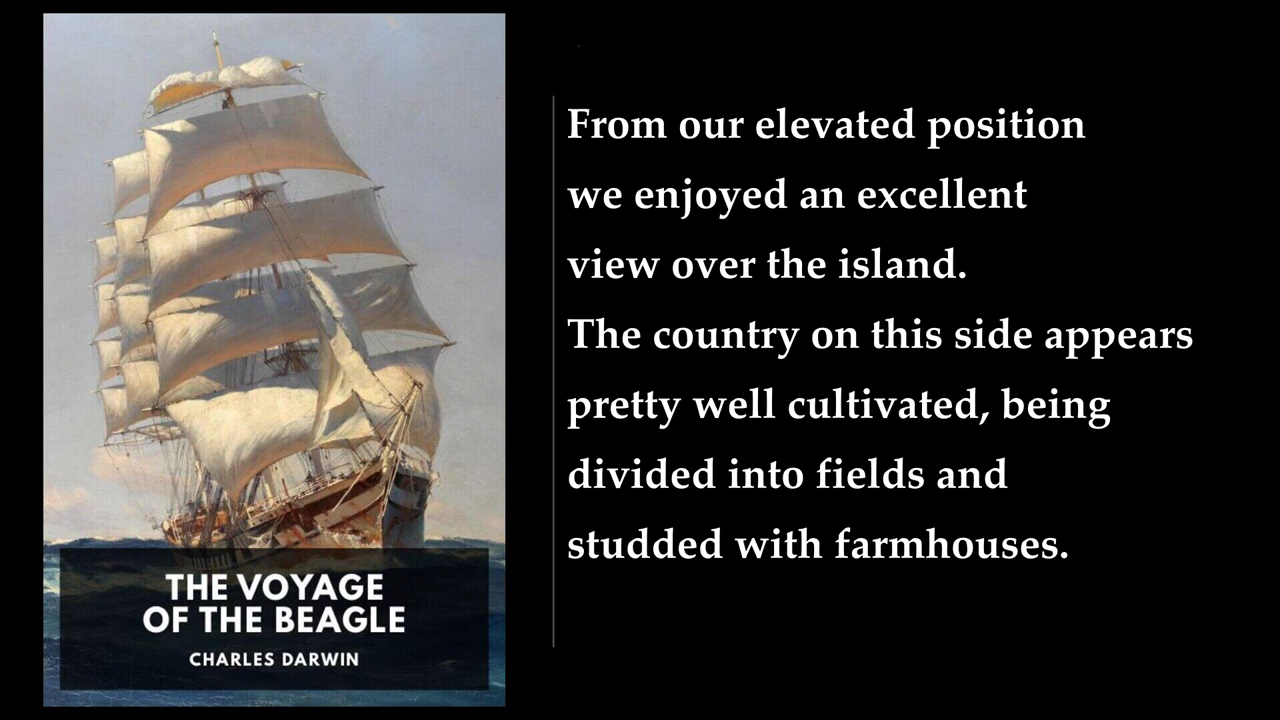 THE VOYAGE
OF THE BEAGLE
CHARLES DARWIN
From our elevated position
we enjoyed an excellent
view over the island.
The country on this side appears
pretty well cultivated, being
divided into fields and
studded with farmhouses.